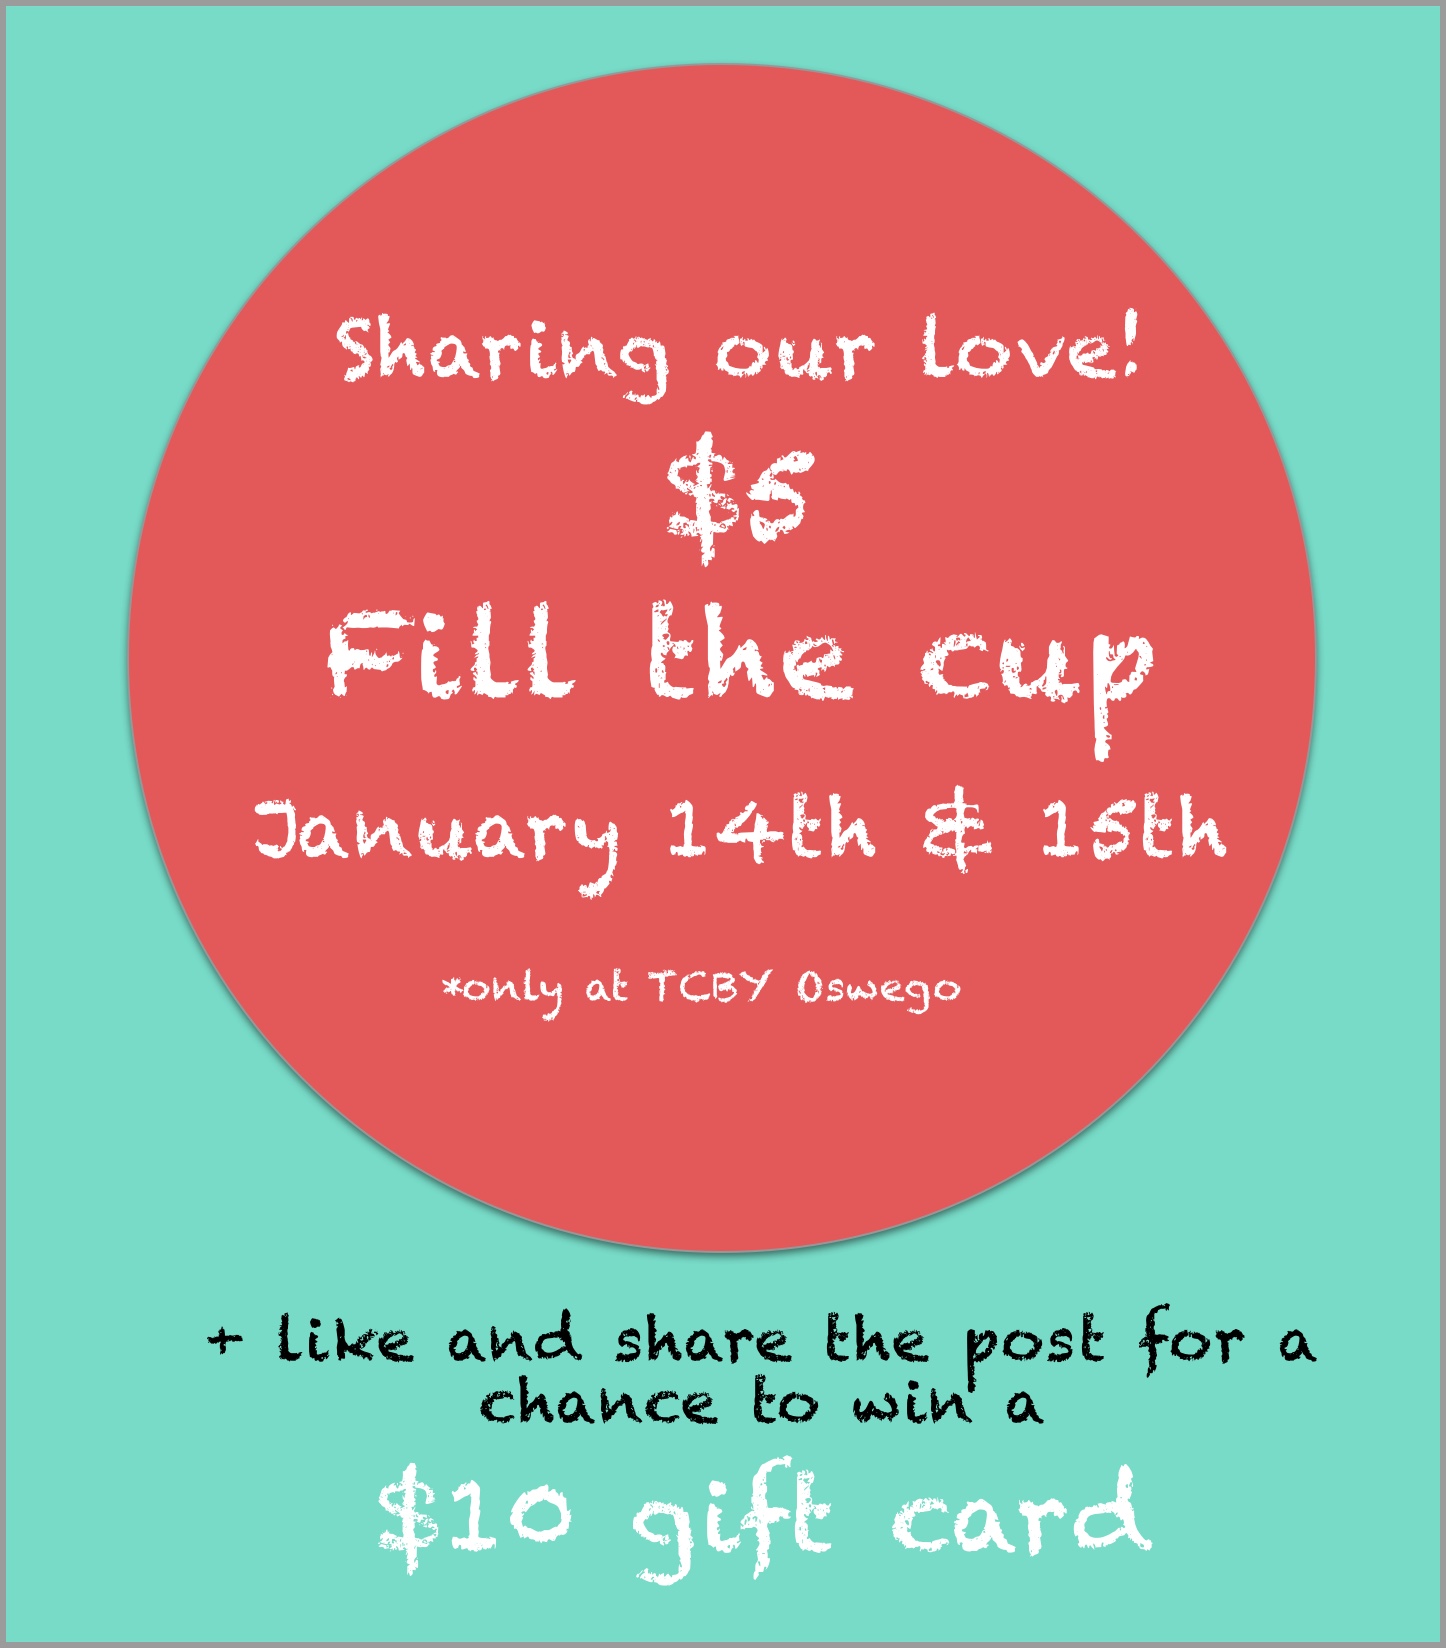 Sharing our love!
$5
Fill the cup
January 14th & 15th
*only at TCBY Oswego
+ like and share the post for a
chance to win a
$10 gift card